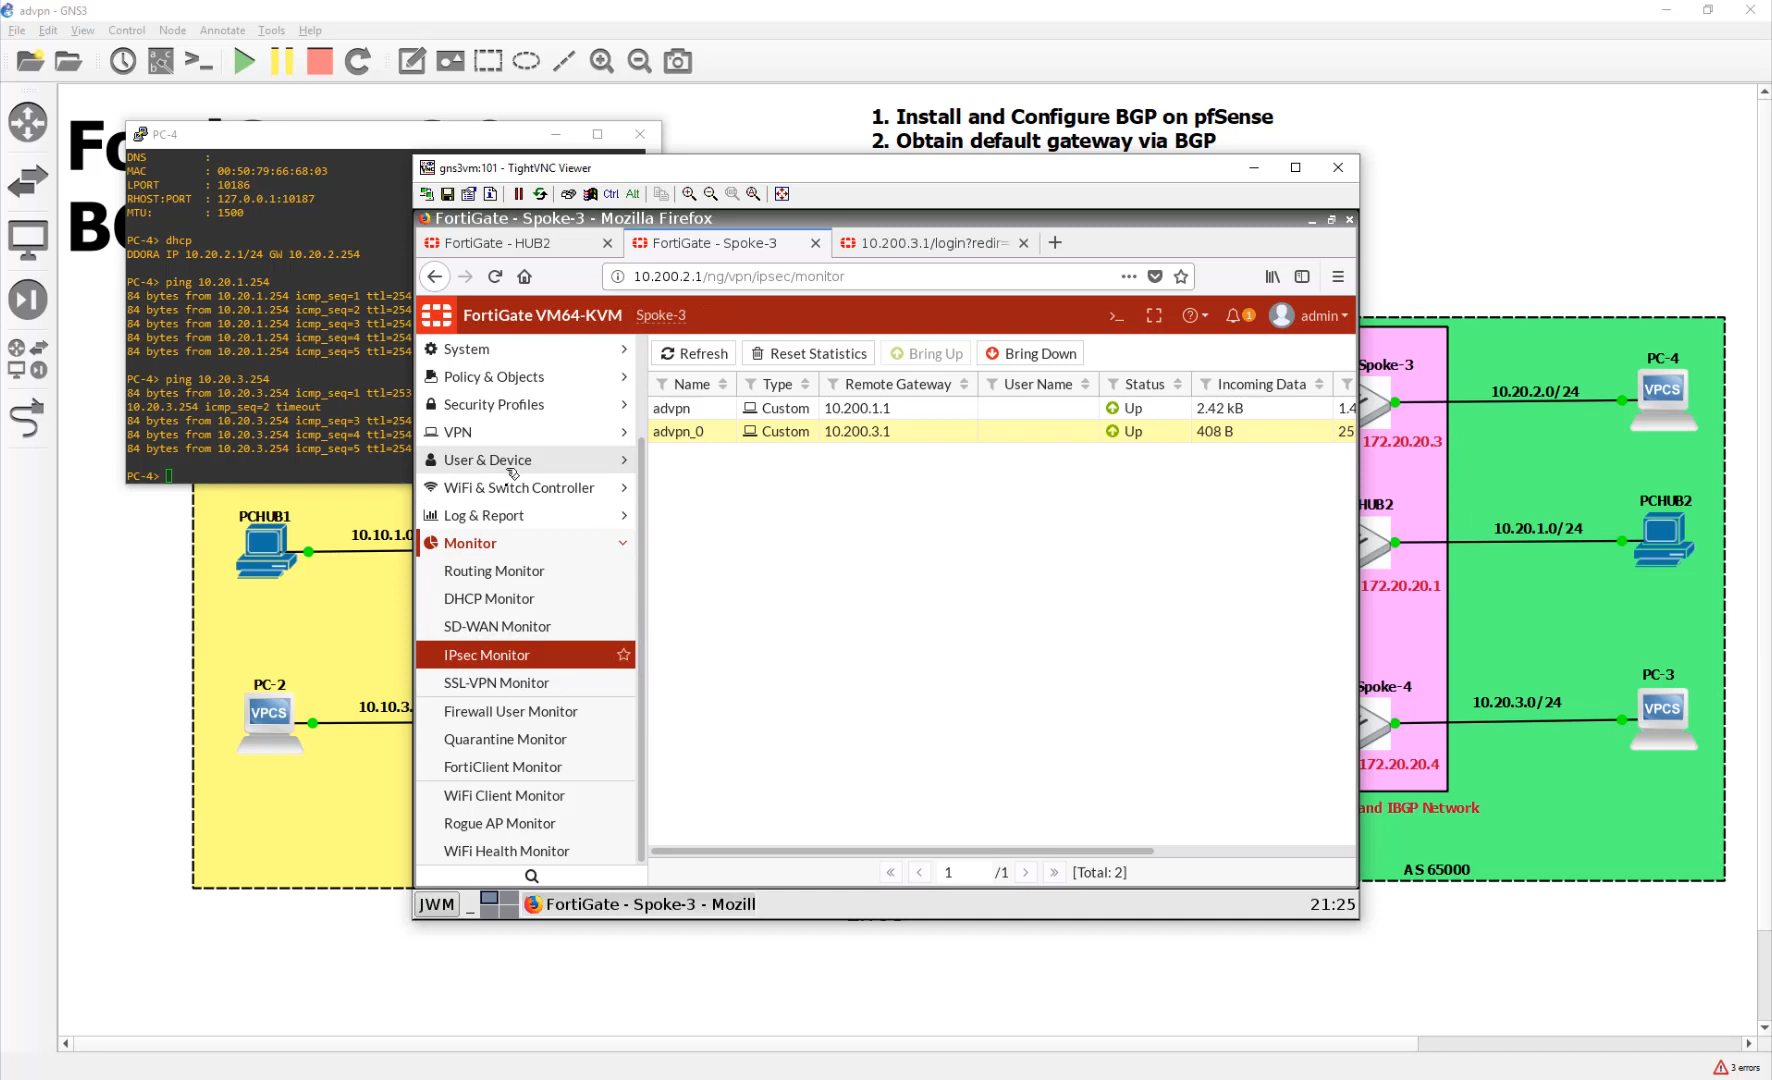 advpn - GNS3
File Edit View Control Node Annotate Tools Help
1. Install and Configure BGP on pfSense
2. Obtain default gateway via BGP
PC-4
DNS :
MAC : 00:50:79:66:68:03
LPORT : 10186
RHOST:PORT : 127.0.0.1:10187
MTU: : 1500
PC-4> dhcp
DDORA IP 10.20.2.1/24 GW 10.20.2.254
PC-4> ping 10.20.1.254
84 bytes from 10.20.1.254 icmp_seq=1 ttl=254
84 bytes from 10.20.1.254 icmp_seq=2 ttl=254
84 bytes from 10.20.1.254 icmp_seq=3 ttl=254
84 bytes from 10.20.1.254 icmp_seq=4 ttl=254
84 bytes from 10.20.1.254 icmp_seq=5 ttl=254
PC-4> ping 10.20.3.254
84 bytes from 10.20.3.254 icmp_seq=1 ttl=253
10.20.3.254 icmp_seq=2 timeout
84 bytes from 10.20.3.254 icmp_seq=3 ttl=254
84 bytes from 10.20.3.254 icmp_seq=4 ttl=254
84 bytes from 10.20.3.254 icmp_seq=5 ttl=254
PC-4>
gns3vm:101 - TightVNC Viewer
Ctrl Alt
FortiGate - Spoke-3 - Mozilla Firefox
FortiGate - HUB2
FortiGate - Spoke-3
10.200.3.1/login?redir=
10.200.2.1/ng/vpn/ipsec/monitor
FortiGate VM64-KVM Spoke-3
1
admin
System
Policy & Objects
Security Profiles
VPN
User & Device
WiFi & Switch Controller
Log & Report
Monitor
Routing Monitor
DHCP Monitor
SD-WAN Monitor
IPsec Monitor
SSL-VPN Monitor
Firewall User Monitor
Quarantine Monitor
FortiClient Monitor
WiFi Client Monitor
Rogue AP Monitor
WiFi Health Monitor
Refresh Reset Statistics Bring Up Bring Down
Name Type Remote Gateway User Name Status Incoming Data
advpn Custom 10.200.1.1 Up 2.42 kB 1.4
advpn_0 Custom 10.200.3.1 Up 408 B 25
1 /1 [Total: 2]
JWM _ FortiGate - Spoke-3 - Mozill 21:25
PCHUB1
10.10.1.0
PC-2
VPCS
10.10.3.
Spoke-3
172.20.20.3
10.20.2.0/24
PC-4
VPCS
HUB2
172.20.20.1
10.20.1.0/24
PCHUB2
Spoke-4
172.20.20.4
10.20.3.0/24
PC-3
VPCS
and IBGP Network
AS 65000
3 errors